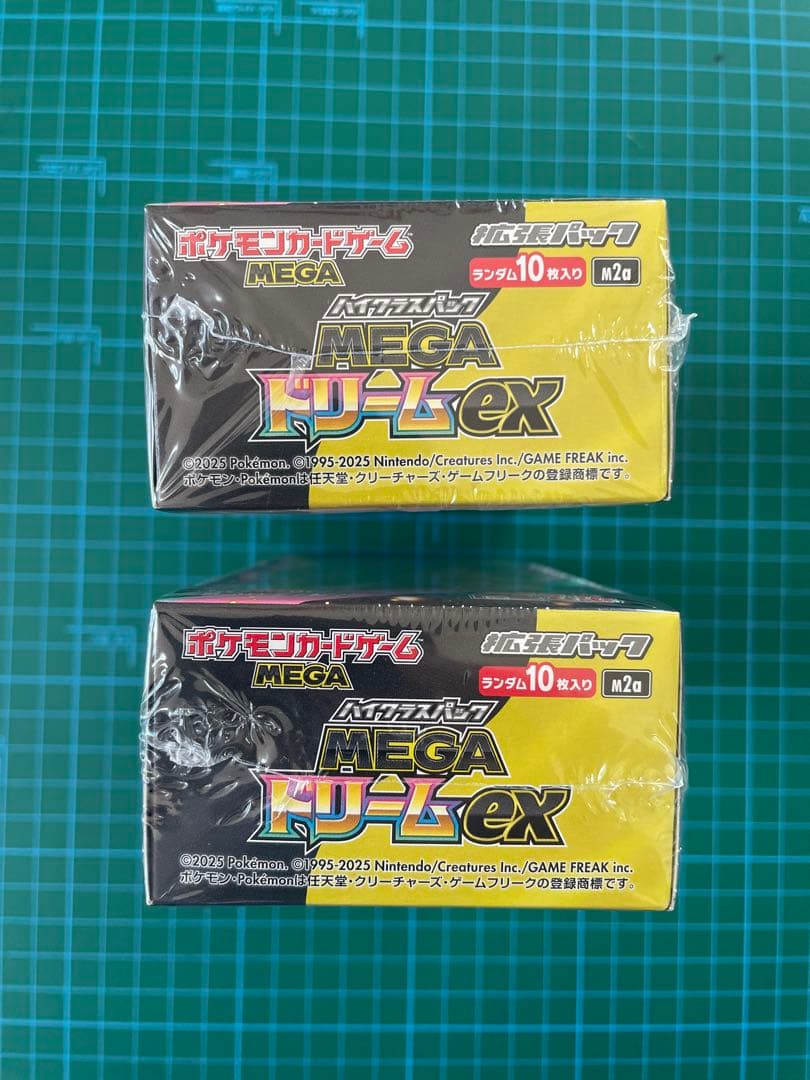 ポケモンカードゲーム
MEGA
拡張パック
ランダム10枚入り M2a
ハイクラスパック
MEGA
ドリームex
©2025 Pokémon. ©1995-2025 Nintendo/Creatures Inc./GAME FREAK inc.
ポケモン・Pokémonは任天堂・クリーチャーズ・ゲームフリークの登録商標です。
ポケモンカードゲーム
MEGA
拡張パック
ランダム10枚入り M2a
ハイクラスパック
MEGA
ドリームex
©2025 Pokémon. ©1995-2025 Nintendo/Creatures Inc./GAME FREAK inc.
ポケモン・Pokémonは任天堂・クリーチャーズ・ゲームフリークの登録商標です。